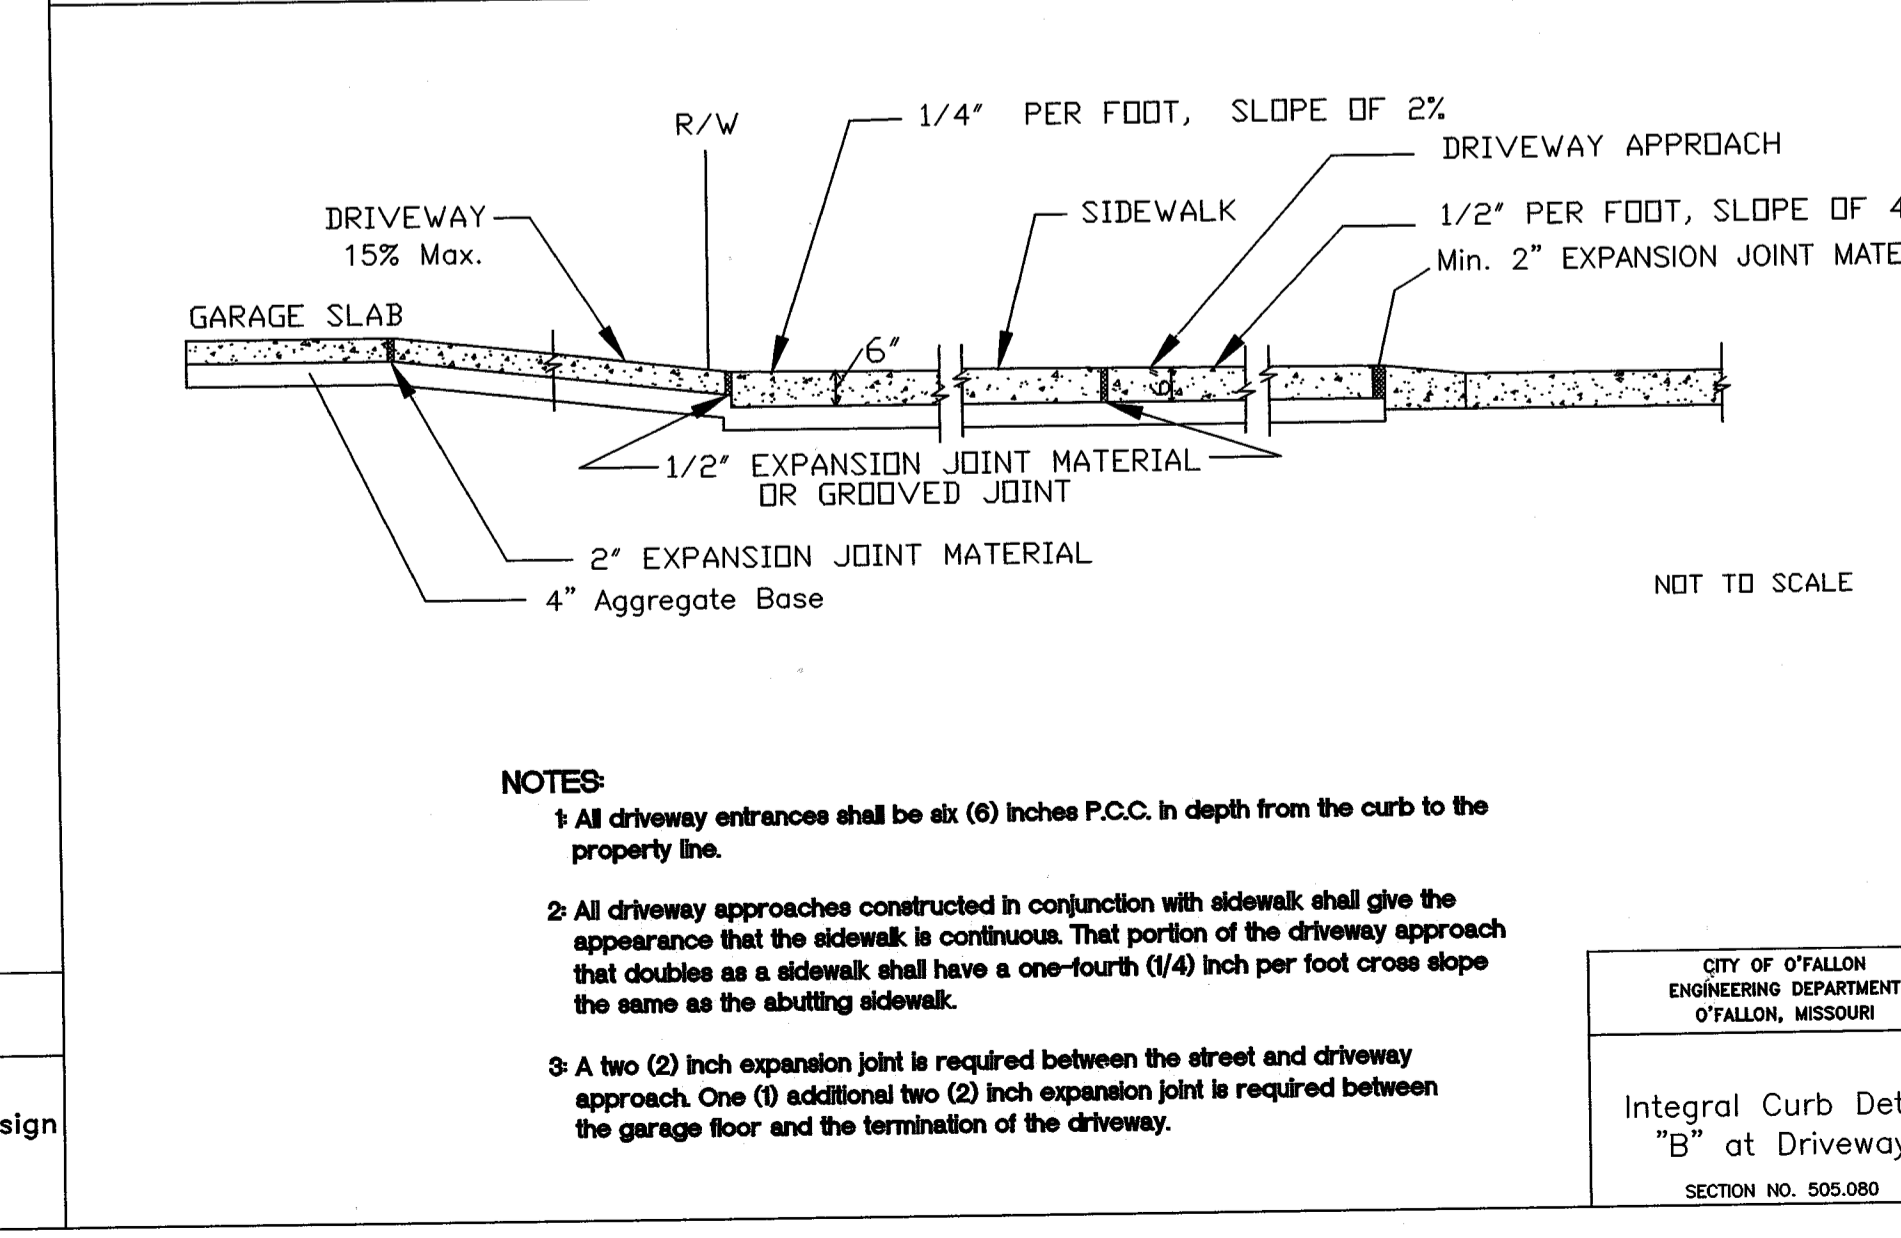 R/W
1/4" PER FOOT, SLOPE OF 2%
DRIVEWAY APPROACH
DRIVEWAY
15% Max.
SIDEWALK
1/2" PER FOOT, SLOPE OF 4
Min. 2" EXPANSION JOINT MATE
GARAGE SLAB
6"
6"
1/2" EXPANSION JOINT MATERIAL
OR GROOVED JOINT
2" EXPANSION JOINT MATERIAL
4" Aggregate Base
NOT TO SCALE
NOTES:
1: All driveway entrances shall be six (6) inches P.C.C. in depth from the curb to the
property line.
2: All driveway approaches constructed in conjunction with sidewalk shall give the
appearance that the sidewalk is continuous. That portion of the driveway approach
that doubles as a sidewalk shall have a one-fourth (1/4) inch per foot cross slope
the same as the abutting sidewalk.
3: A two (2) inch expansion joint is required between the street and driveway
approach. One (1) additional two (2) inch expansion joint is required between
the garage floor and the termination of the driveway.
sign
CITY OF O'FALLON
ENGINEERING DEPARTMENT
O'FALLON, MISSOURI
Integral Curb Det
"B" at Driveway
SECTION NO. 505.080